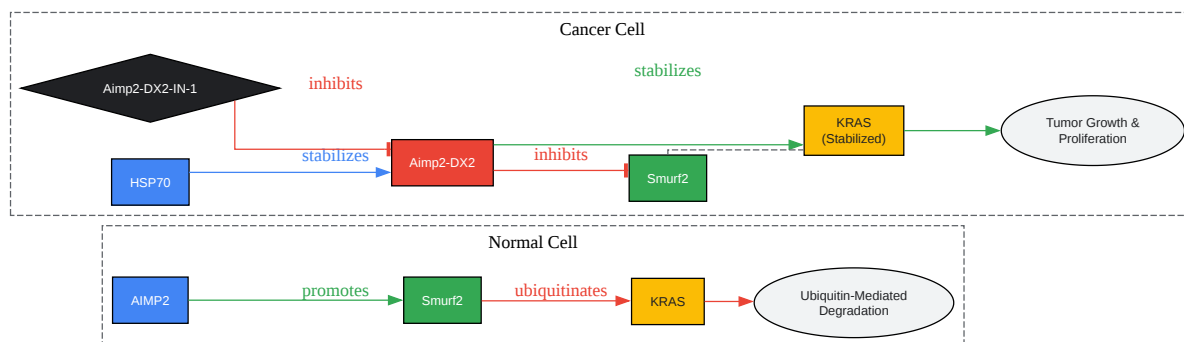 Cancer Cell
Aimp2-DX2-IN-1
inhibits
stabilizes
KRAS
(Stabilized)
Tumor Growth &
Proliferation
stabilizes
Aimp2-DX2
inhibits
HSP70
Smurf2
Normal Cell
AIMP2
promotes
Smurf2
ubiquitinates
KRAS
Ubiquitin-Mediated
Degradation